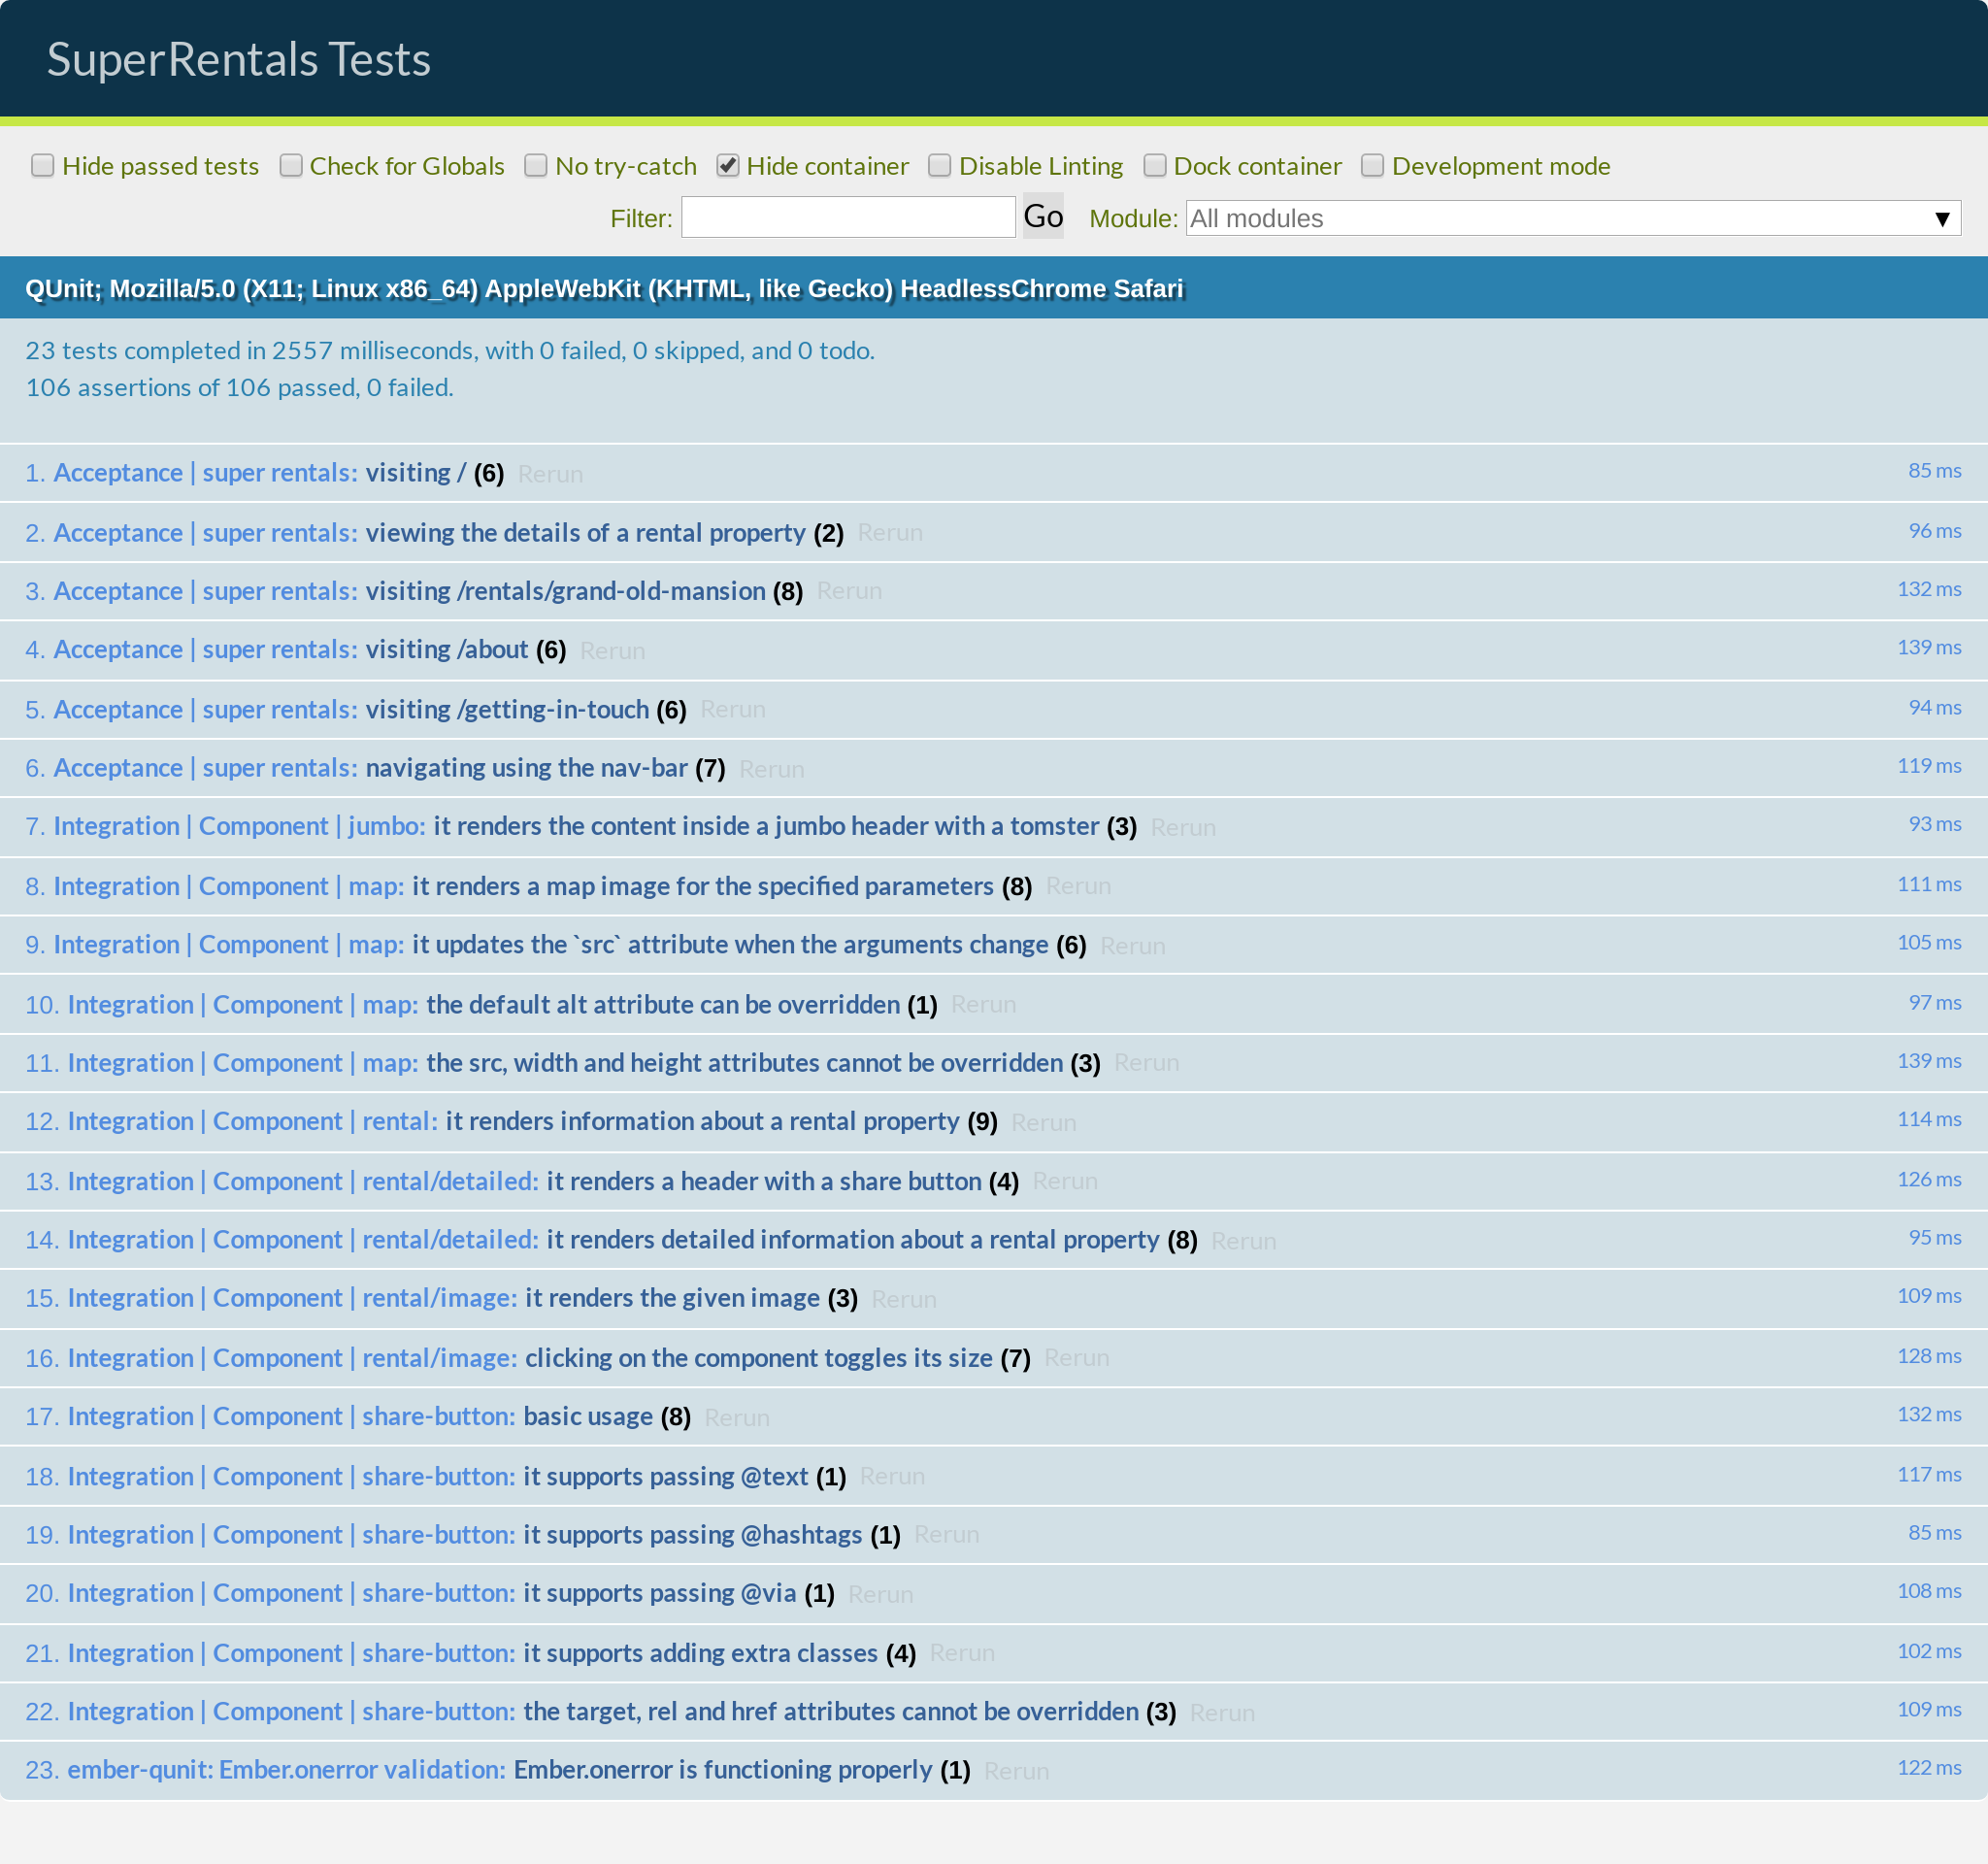 SuperRentals Tests
Hide passed tests Check for Globals No try-catch Hide container Disable Linting Dock container Development mode
Filter: Go Module: All modules ▼
QUnit; Mozilla/5.0 (X11; Linux x86_64) AppleWebKit (KHTML, like Gecko) HeadlessChrome Safari
23 tests completed in 2557 milliseconds, with 0 failed, 0 skipped, and 0 todo.
106 assertions of 106 passed, 0 failed.
1. Acceptance | super rentals: visiting / (6) Rerun 85 ms
2. Acceptance | super rentals: viewing the details of a rental property (2) Rerun 96 ms
3. Acceptance | super rentals: visiting /rentals/grand-old-mansion (8) Rerun 132 ms
4. Acceptance | super rentals: visiting /about (6) Rerun 139 ms
5. Acceptance | super rentals: visiting /getting-in-touch (6) Rerun 94 ms
6. Acceptance | super rentals: navigating using the nav-bar (7) Rerun 119 ms
7. Integration | Component | jumbo: it renders the content inside a jumbo header with a tomster (3) Rerun 93 ms
8. Integration | Component | map: it renders a map image for the specified parameters (8) Rerun 111 ms
9. Integration | Component | map: it updates the `src` attribute when the arguments change (6) Rerun 105 ms
10. Integration | Component | map: the default alt attribute can be overridden (1) Rerun 97 ms
11. Integration | Component | map: the src, width and height attributes cannot be overridden (3) Rerun 139 ms
12. Integration | Component | rental: it renders information about a rental property (9) Rerun 114 ms
13. Integration | Component | rental/detailed: it renders a header with a share button (4) Rerun 126 ms
14. Integration | Component | rental/detailed: it renders detailed information about a rental property (8) Rerun 95 ms
15. Integration | Component | rental/image: it renders the given image (3) Rerun 109 ms
16. Integration | Component | rental/image: clicking on the component toggles its size (7) Rerun 128 ms
17. Integration | Component | share-button: basic usage (8) Rerun 132 ms
18. Integration | Component | share-button: it supports passing @text (1) Rerun 117 ms
19. Integration | Component | share-button: it supports passing @hashtags (1) Rerun 85 ms
20. Integration | Component | share-button: it supports passing @via (1) Rerun 108 ms
21. Integration | Component | share-button: it supports adding extra classes (4) Rerun 102 ms
22. Integration | Component | share-button: the target, rel and href attributes cannot be overridden (3) Rerun 109 ms
23. ember-qunit: Ember.onerror validation: Ember.onerror is functioning properly (1) Rerun 122 ms